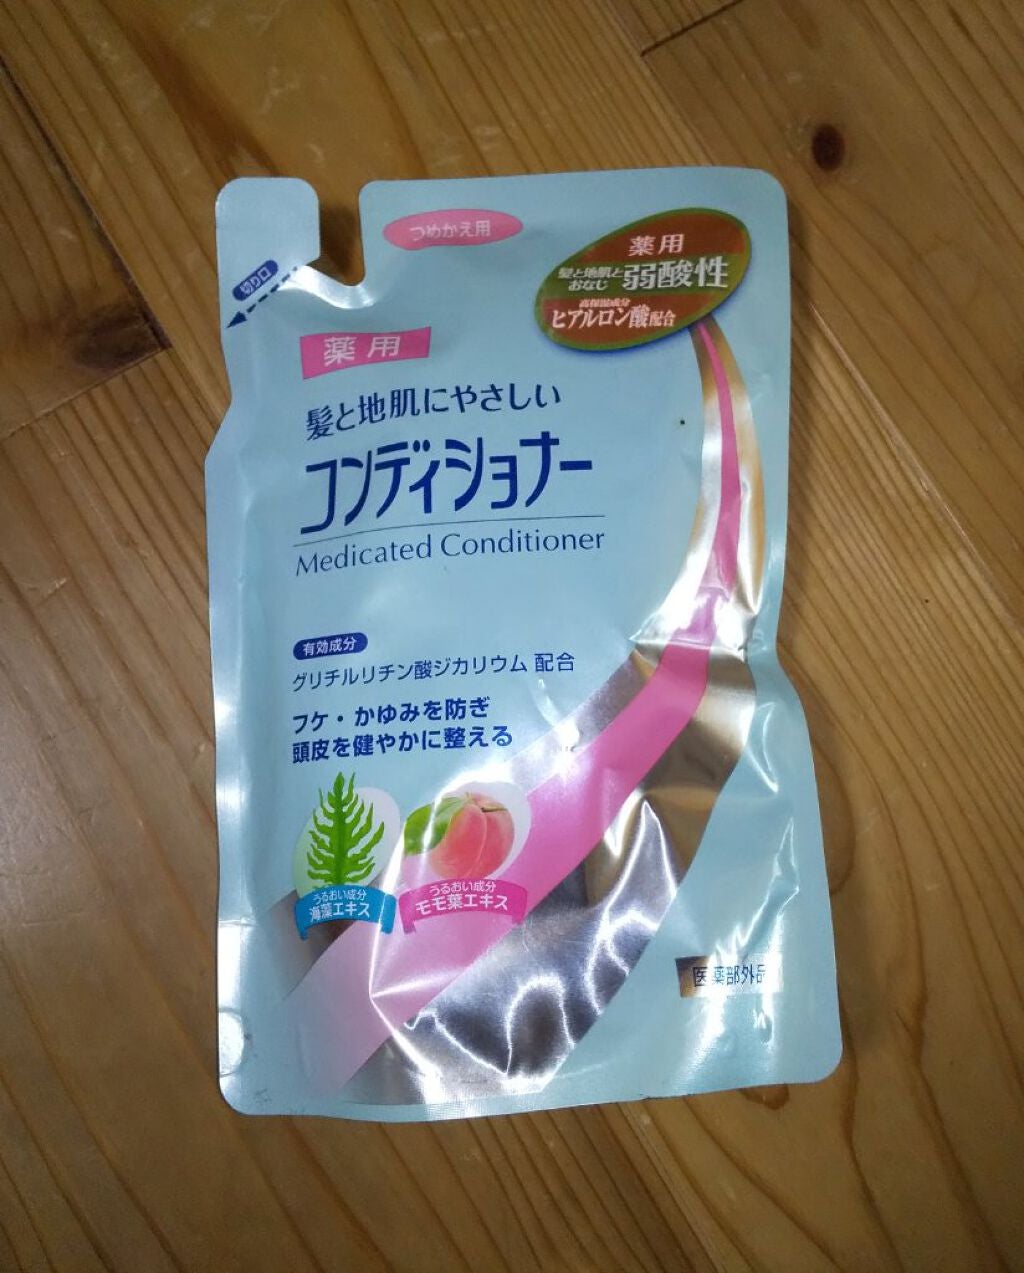 つめかえ用
切り口
薬用
髪と地肌と
おなじ
弱酸性
高保湿成分
ヒアルロン酸配合
薬用
髪と地肌にやさしい
コンディショナー
Medicated Conditioner
有効成分
グリチルリチン酸ジカリウム 配合
フケ・かゆみを防ぎ
頭皮を健やかに整える
うるおい成分
海藻エキス
うるおい成分
モモ葉エキス
医薬部外品